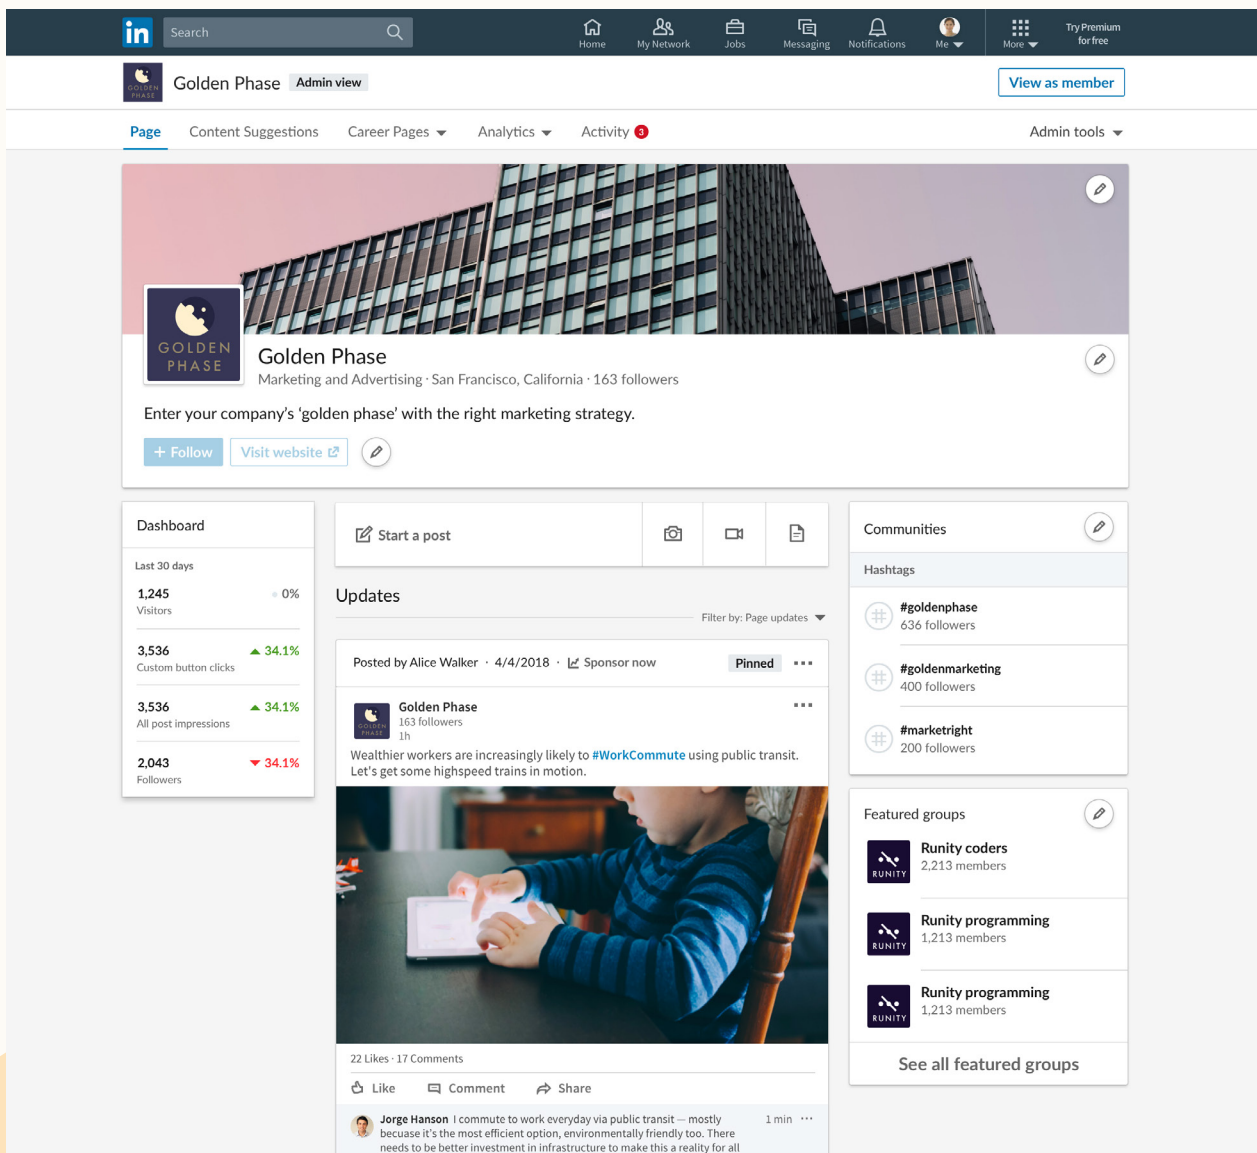 in
Search
Home
My Network
Jobs
Messaging
Notifications
Me
More
Try Premium
for free
GOLDEN
PHASE
Golden Phase
Admin view
View as member
Page
Content Suggestions
Career Pages
Analytics
Activity 3
Admin tools
GOLDEN
PHASE
Golden Phase
Marketing and Advertising · San Francisco, California · 163 followers
Enter your company's 'golden phase' with the right marketing strategy.
+ Follow
Visit website
Dashboard
Last 30 days
1,245 0%
Visitors
3,536 34.1%
Custom button clicks
3,536 34.1%
All post impressions
2,043 34.1%
Followers
Start a post
Updates
Filter by: Page updates
Posted by Alice Walker · 4/4/2018 · Sponsor now
Pinned
GOLDEN
PHASE
Golden Phase
163 followers
1h
Wealthier workers are increasingly likely to #WorkCommute using public transit.
Let's get some highspeed trains in motion.
22 Likes · 17 Comments
Like
Comment
Share
Jorge Hanson I commute to work everyday via public transit — mostly 1 min
becuase it's the most efficient option, environmentally friendly too. There
needs to be better investment in infrastructure to make this a reality for all
Communities
Hashtags
#goldenphase
636 followers
#goldenmarketing
400 followers
#marketright
200 followers
Featured groups
RUNITY
Runity coders
2,213 members
RUNITY
Runity programming
1,213 members
RUNITY
Runity programming
1,213 members
See all featured groups